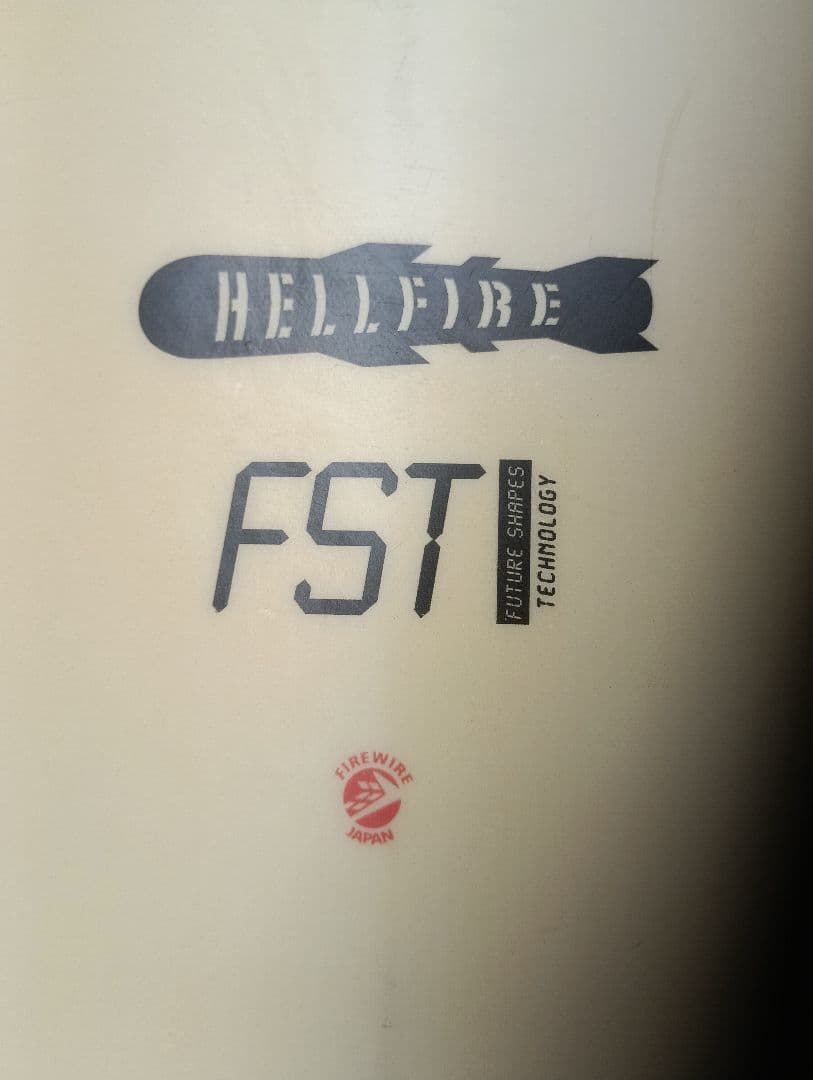 HELLFIRE
FST
FUTURE SHAPES
TECHNOLOGY
FIREWIRE
JAPAN